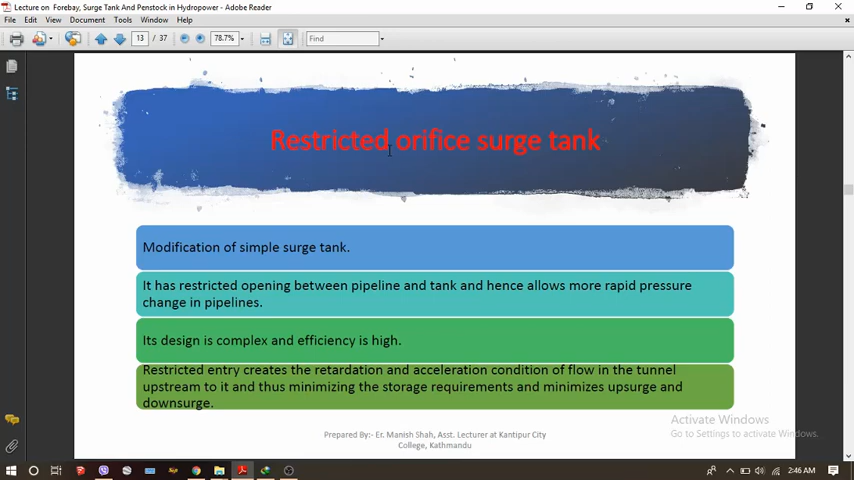 Lecture on Forebay, Surge Tank And Penstock in Hydropower - Adobe Reader
File Edit View Document Tools Window Help
13 / 37 78.7% Find
Restricted orifice surge tank
Modification of simple surge tank.
It has restricted opening between pipeline and tank and hence allows more rapid pressure
change in pipelines.
Its design is complex and efficiency is high.
Restricted entry creates the retardation and acceleration condition of flow in the tunnel
upstream to it and thus minimizing the storage requirements and minimizes upsurge and
downsurge.
Prepared By:- Er. Manish Shah, Asst. Lecturer at Kantipur City
College, Kathmandu
Activate Windows
Go to Settings to activate Windows.
2:46 AM